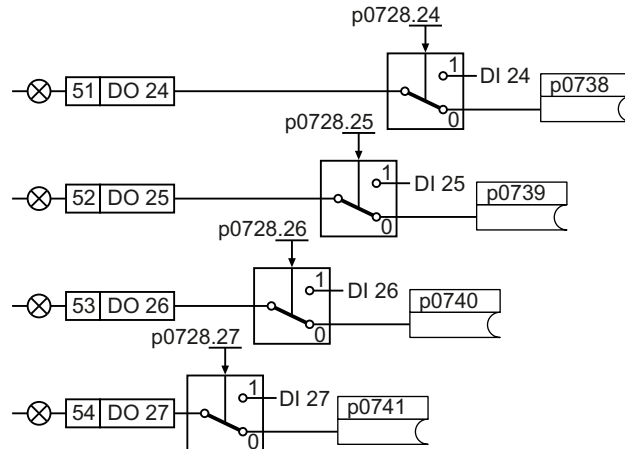 p0728.24
1
DI 24
p0738
51 DO 24
0
p0728.25
1
DI 25
p0739
52 DO 25
0
p0728.26
1
DI 26
p0740
53 DO 26
0
p0728.27
1
DI 27
p0741
54 DO 27
0